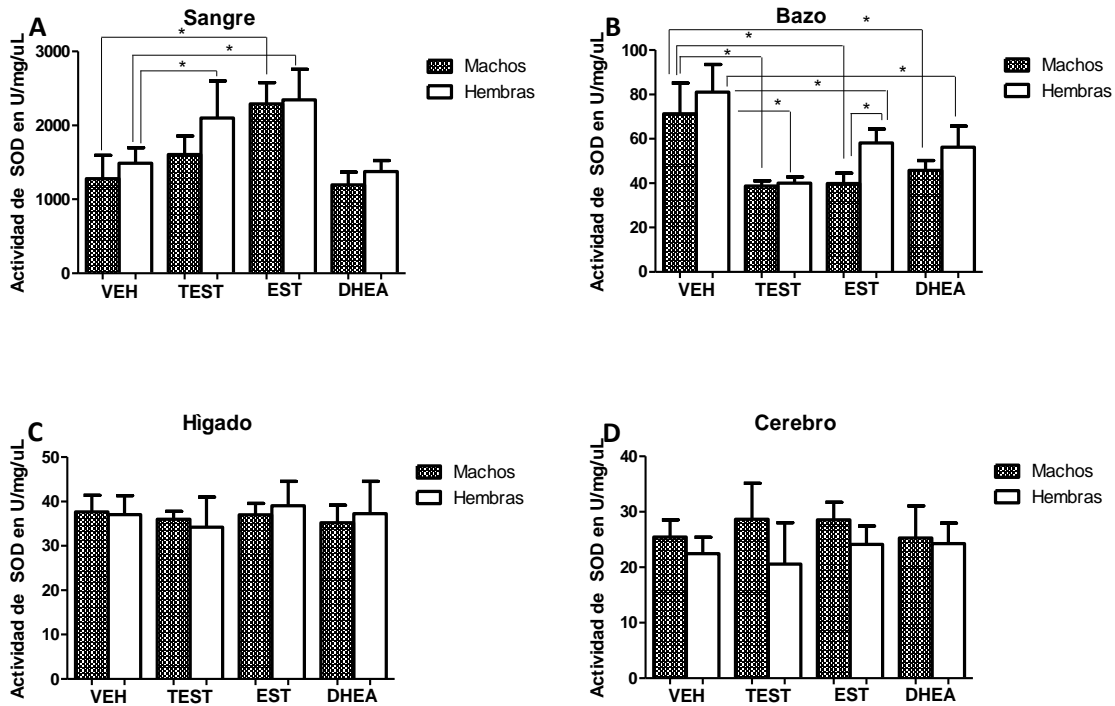 A
Sangre
Actividad de SOD en U/mg/uL
3000
2000
1000
0
* * *
VEH TEST EST DHEA
Machos
Hembras
B
Bazo
Actividad de SOD en U/mg/uL
100
80
60
40
20
0
* * * * * * *
VEH TEST EST DHEA
Machos
Hembras
C
Hìgado
Actividad de SOD en U/mg/uL
50
40
30
20
10
0
VEH TEST EST DHEA
Machos
Hembras
D
Cerebro
Actividad de SOD en U/mg/uL
40
30
20
10
0
VEH TEST EST DHEA
Machos
Hembras